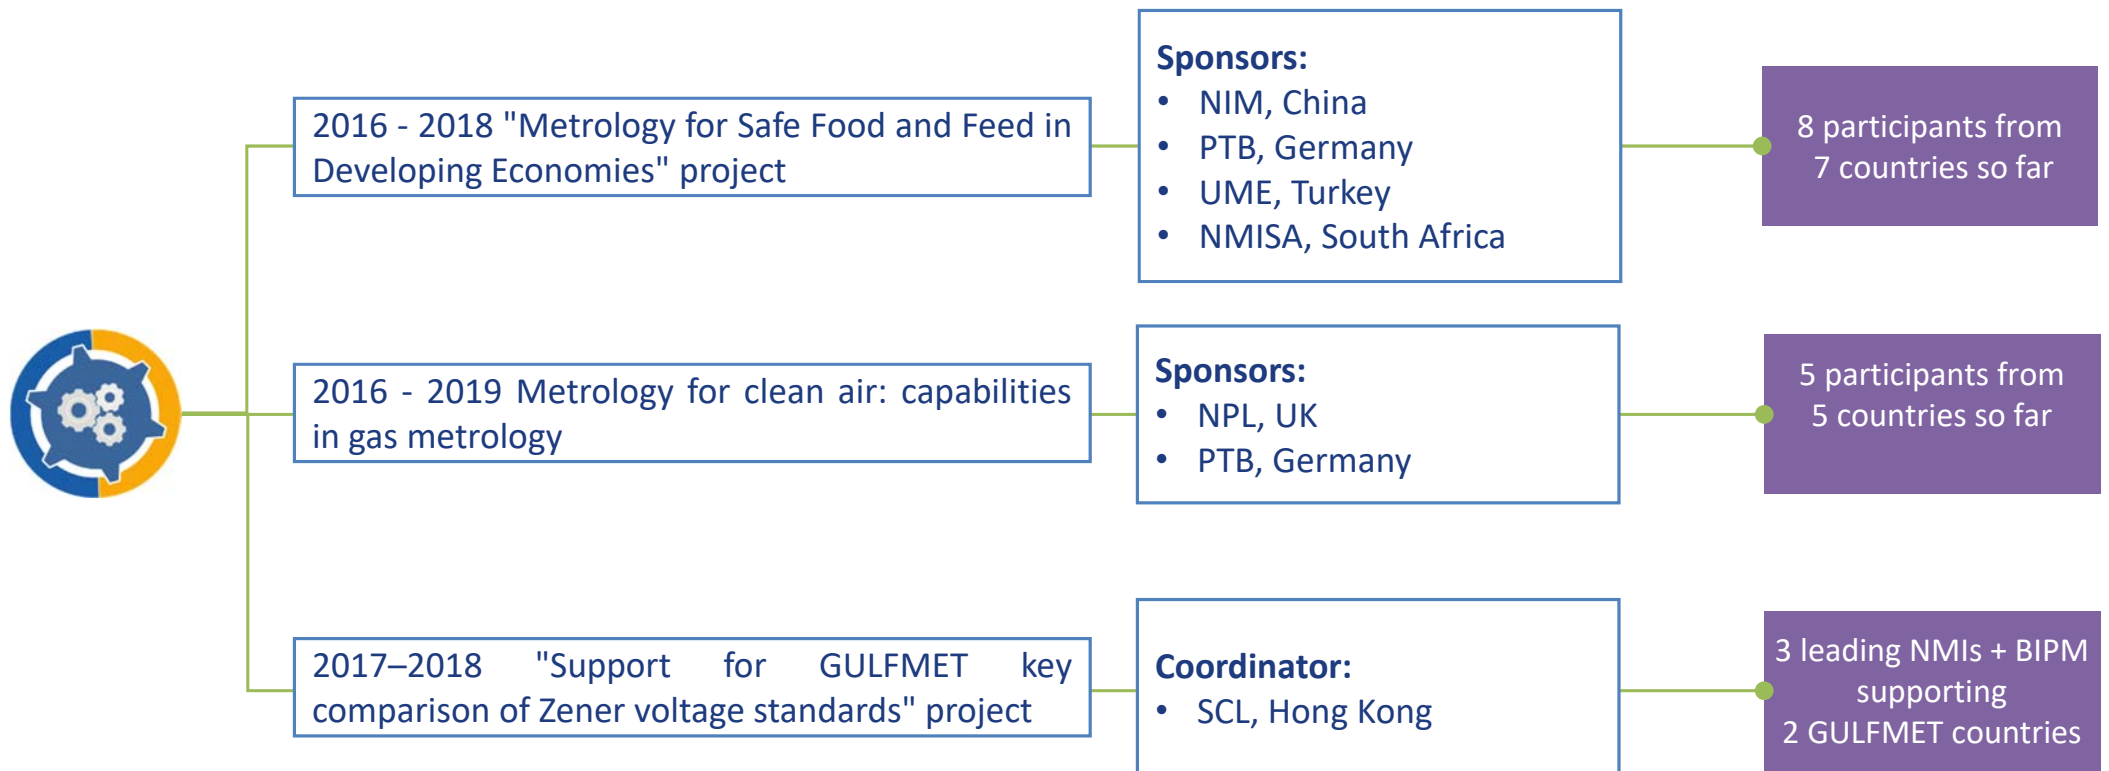 2016 - 2018 "Metrology for Safe Food and Feed in
Developing Economies" project
Sponsors:
• NIM, China
• PTB, Germany
• UME, Turkey
• NMISA, South Africa
8 participants from
7 countries so far
2016 - 2019 Metrology for clean air: capabilities
in gas metrology
Sponsors:
• NPL, UK
• PTB, Germany
5 participants from
5 countries so far
2017–2018 "Support for GULFMET key
comparison of Zener voltage standards" project
Coordinator:
• SCL, Hong Kong
3 leading NMIs + BIPM
supporting
2 GULFMET countries